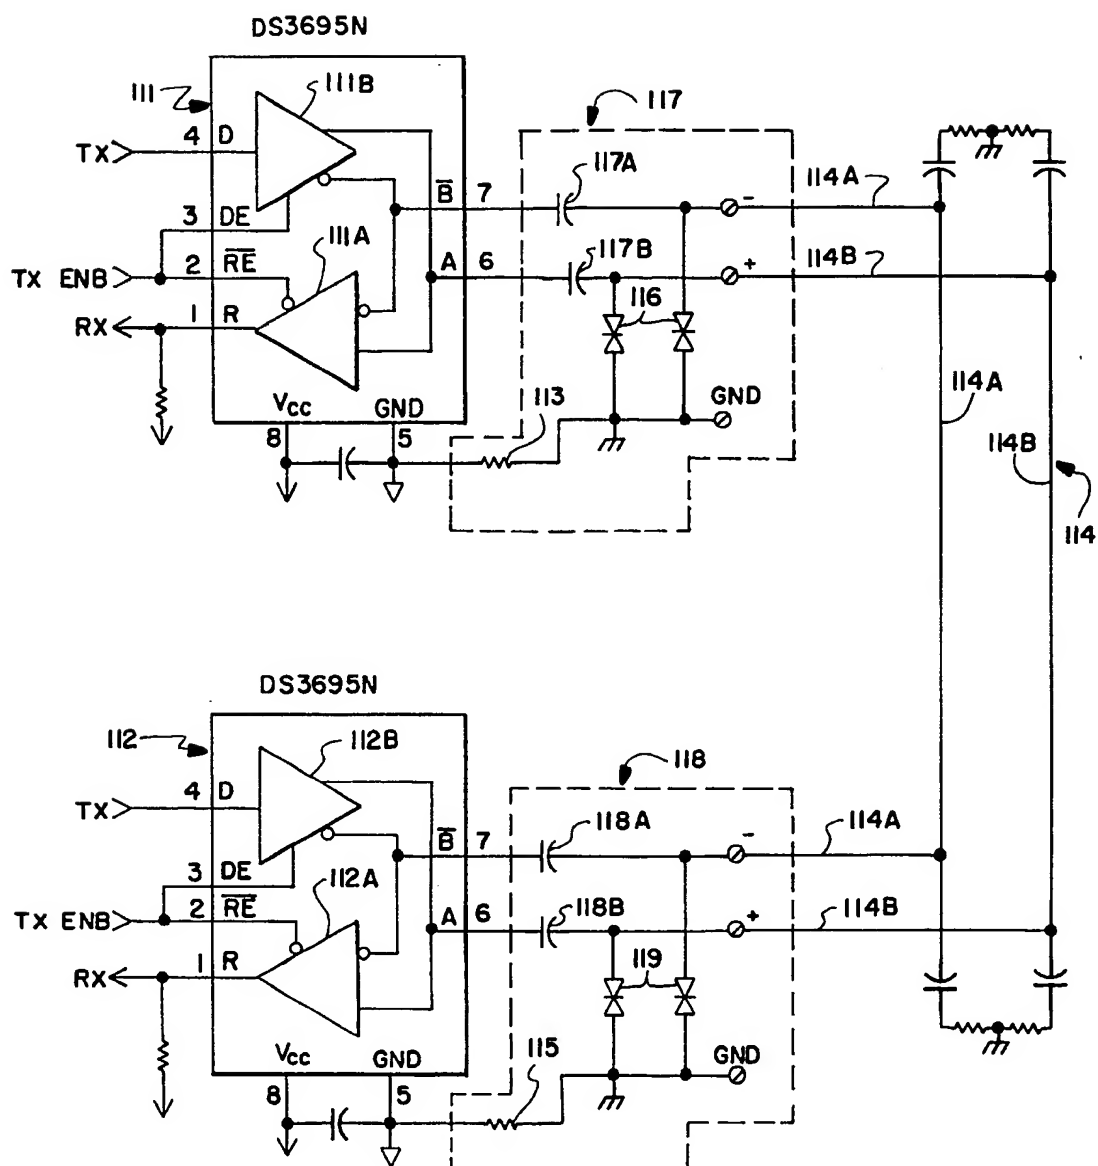 DS3695N
111
111B
117
4 D
TX
117A
114A
B 7
-
3 DE
111A
117B
A 6
+
114B
TX ENB
2 RE
116
RX
1 R
GND
113
114A
VCC GND
8 5
114B
114
DS3695N
112
112B
118
4 D
TX
118A
114A
B 7
-
3 DE
112A
A 6
118B
+
114B
TX ENB
2 RE
119
RX
1 R
VCC GND
115
GND
8 5